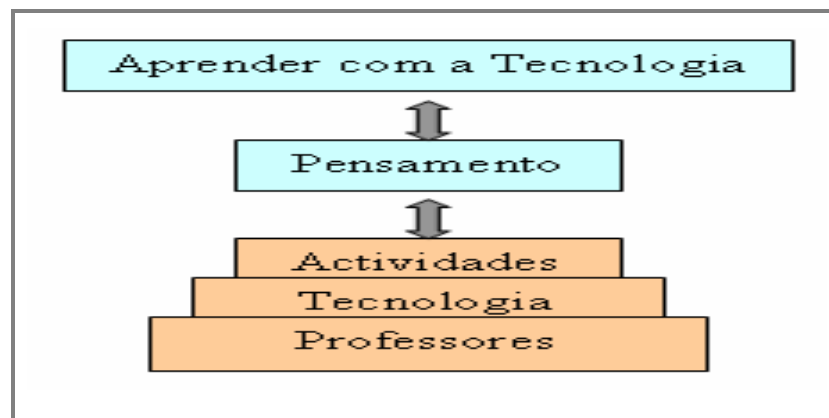 Aprender com a Tecnologia
Pensamento
Actividades
Tecnologia
Professores